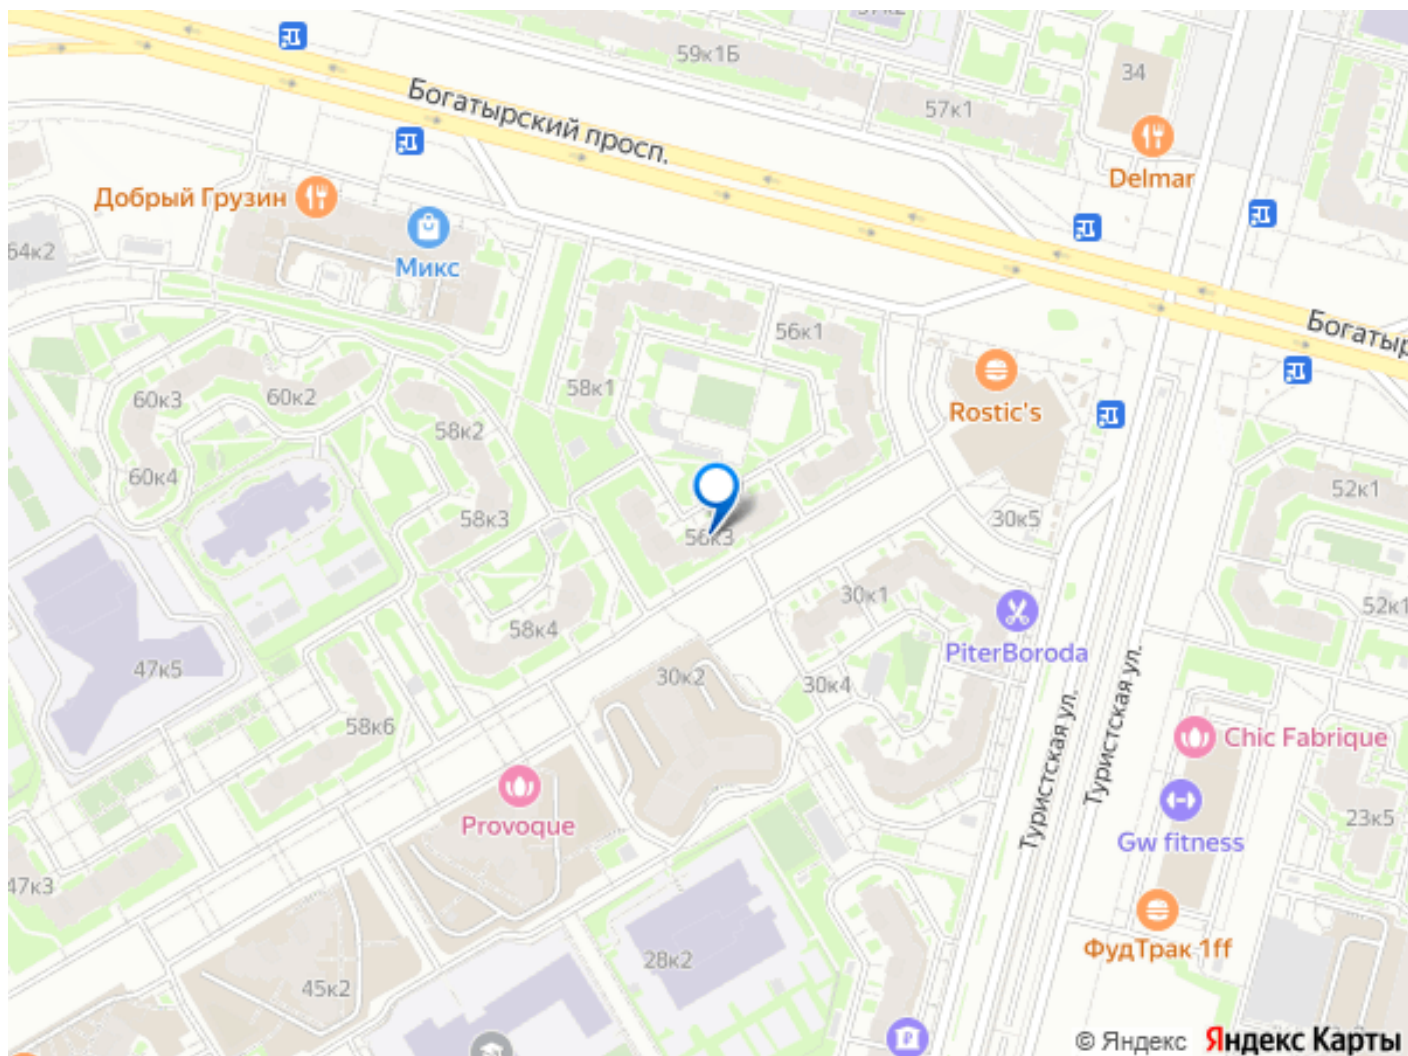 59к1Б
34
57к1
Богатырский просп.
Delmar
Добрый Грузин
64к2
Микс
56к1
Богатыр
58к1
Rostic's
60к3
60к2
58к2
60к4
52к1
58к3
30к5
56к3
30к1
52к1
58к4
PiterBoroda
47к5
30к2
30к4
58к6
Туристская ул.
Туристская ул.
Chic Fabrique
Provoque
23к5
Gw fitness
47к3
ФудТрак 1ff
28к2
45к2
© Яндекс Яндекс Карты